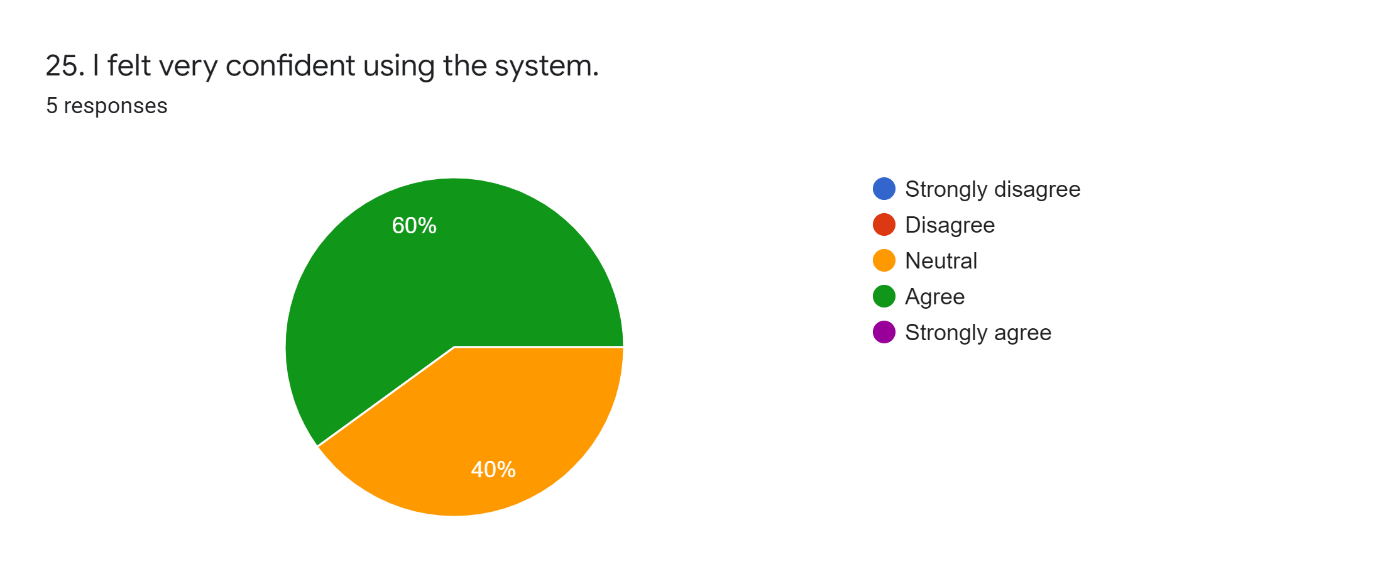 25. I felt very confident using the system.
5 responses
60%
40%
Strongly disagree
Disagree
Neutral
Agree
Strongly agree